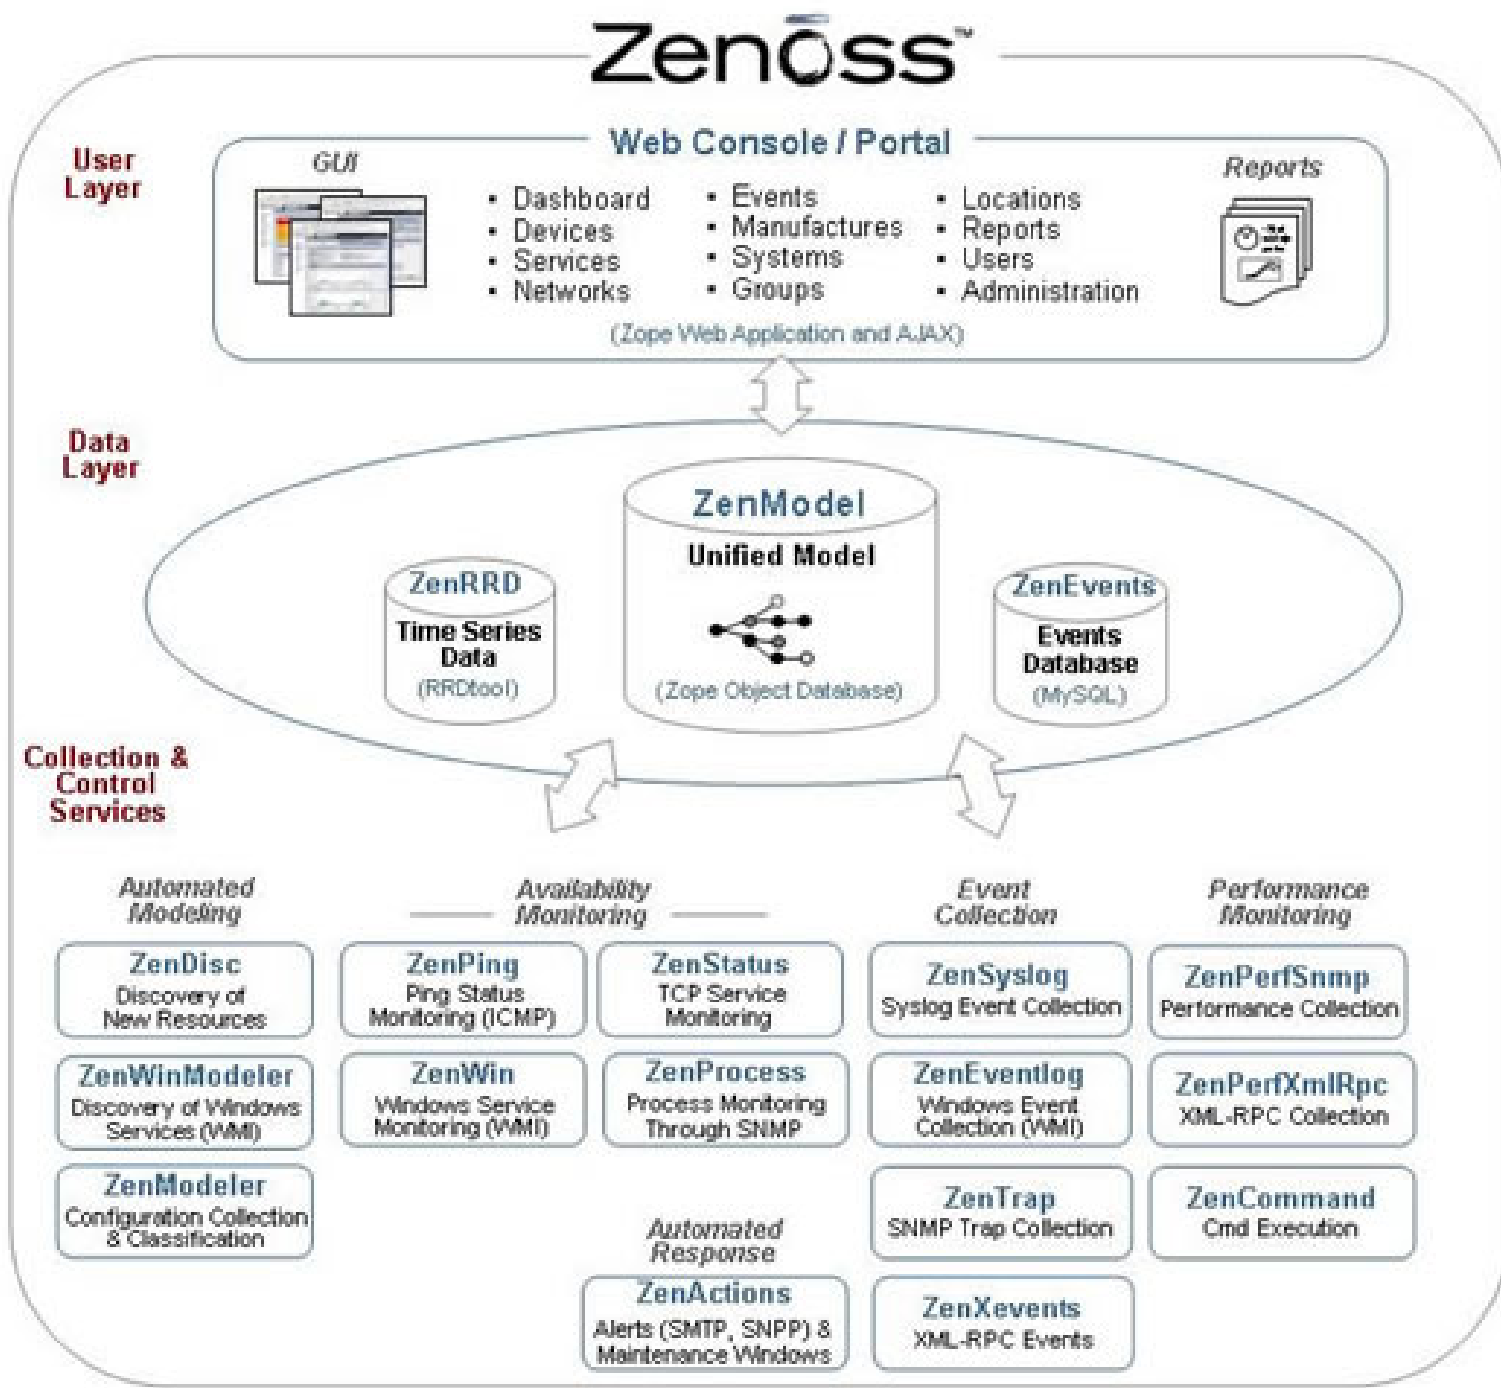 Zenoss™
User
Layer
Web Console / Portal
GUI
• Dashboard
• Devices
• Services
• Networks
• Events
• Manufactures
• Systems
• Groups
• Locations
• Reports
• Users
• Administration
Reports
(Zope Web Application and AJAX)
Data
Layer
ZenModel
Unified Model
(Zope Object Database)
ZenRRD
Time Series
Data
(RRDtool)
ZenEvents
Events
Database
(MySQL)
Collection &
Control
Services
Automated
Modeling
ZenDisc
Discovery of
New Resources
ZenWinModeler
Discovery of Windows
Services (WMI)
ZenModeler
Configuration Collection
& Classification
Availability
Monitoring
ZenPing
Ping Status
Monitoring (ICMP)
ZenStatus
TCP Service
Monitoring
ZenWin
Windows Service
Monitoring (WMI)
ZenProcess
Process Monitoring
Through SNMP
Automated
Response
ZenActions
Alerts (SMTP, SNPP) &
Maintenance Windows
Event
Collection
ZenSyslog
Syslog Event Collection
ZenEventlog
Windows Event
Collection (WMI)
ZenTrap
SNMP Trap Collection
ZenXevents
XML-RPC Events
Performance
Monitoring
ZenPerfSnmp
Performance Collection
ZenPerfXmlRpc
XML-RPC Collection
ZenCommand
Cmd Execution